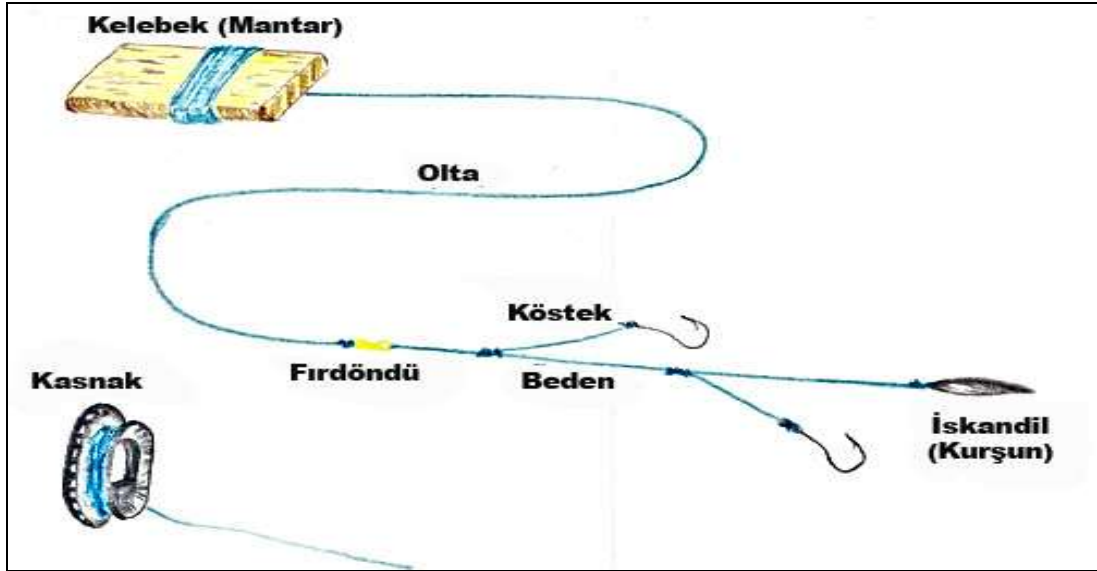 Kelebek (Mantar)
Olta
Köstek
Fırdöndü
Beden
Kasnak
İskandil
(Kurşun)